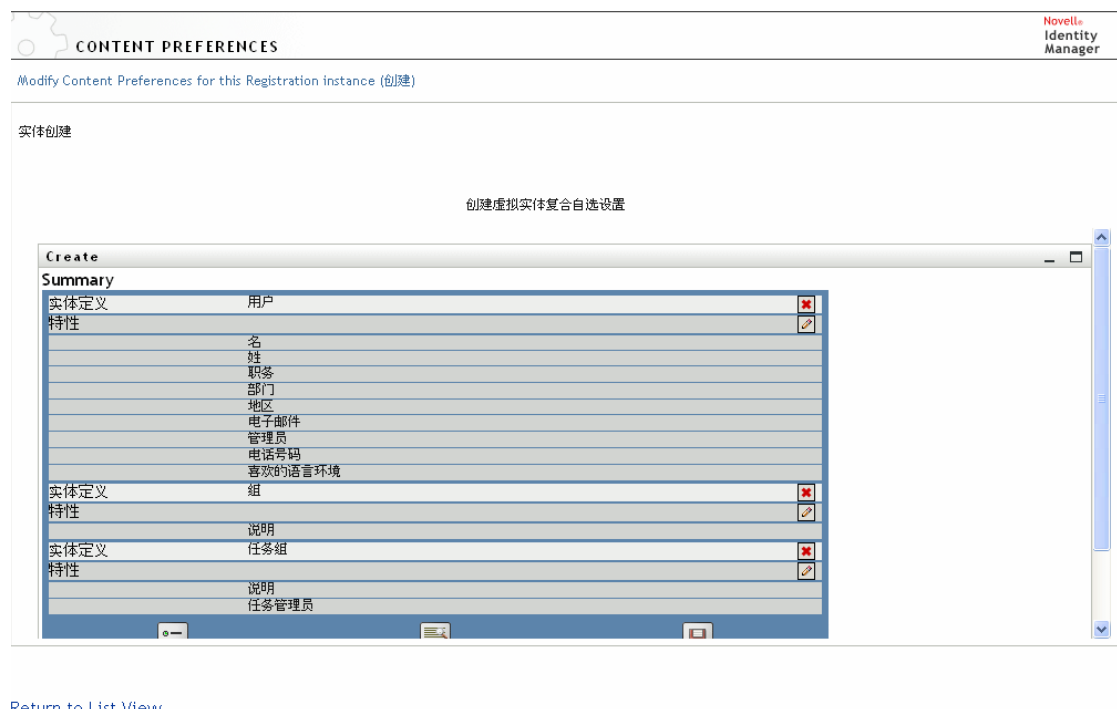 Novell®
Identity
Manager
CONTENT PREFERENCES
Modify Content Preferences for this Registration instance (创建)
实体创建
创建虚拟实体复合自选设置
Create
Summary
实体定义 用户
特性
名
姓
职务
部门
地区
电子邮件
管理员
电话号码
喜欢的语言环境
实体定义 组
特性
说明
实体定义 任务组
特性
说明
任务管理员
Return to List View